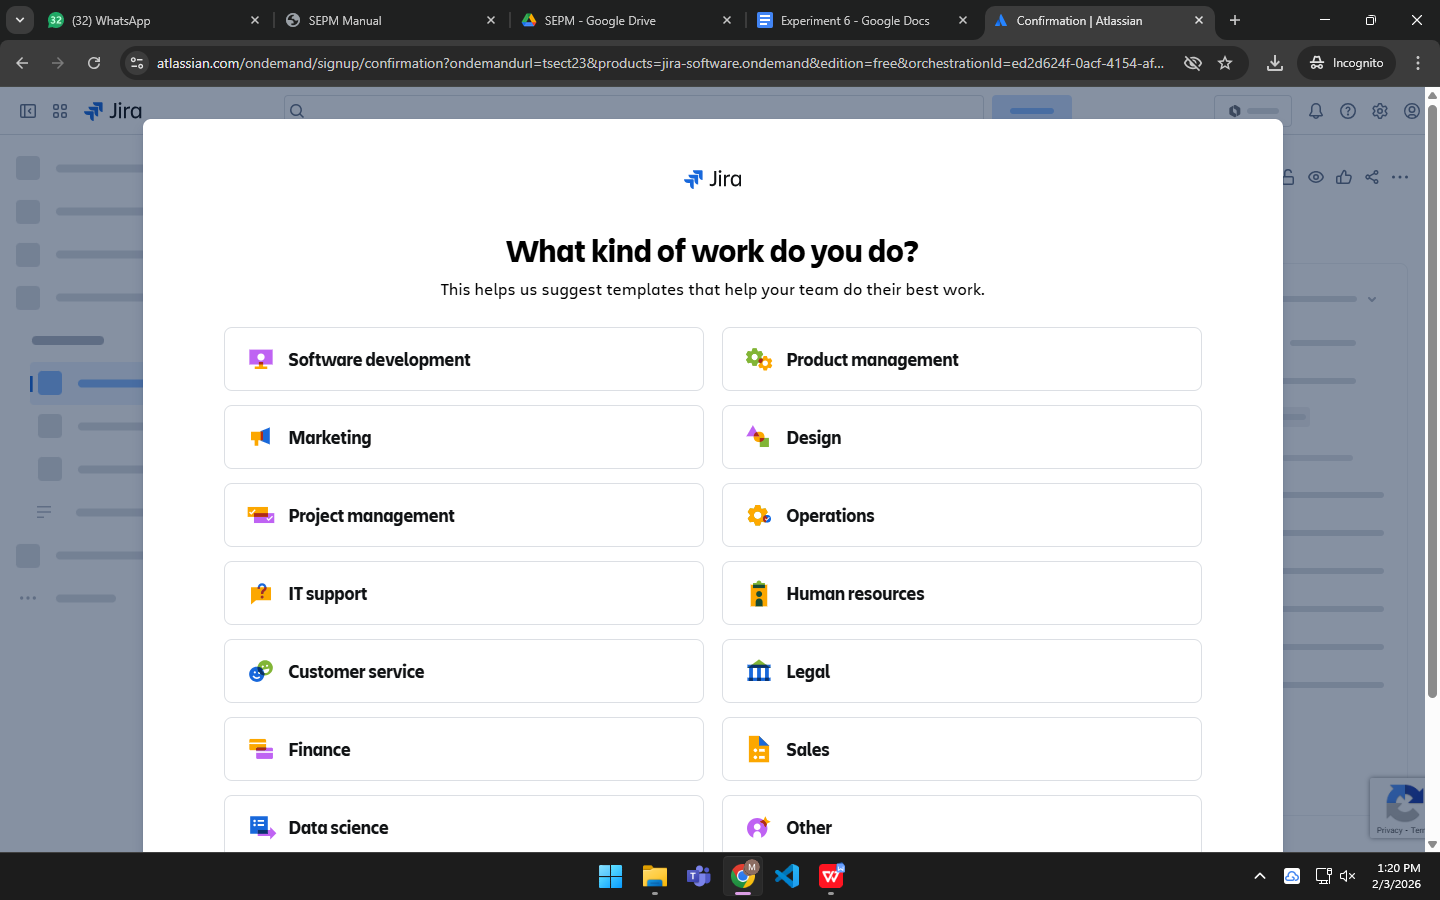 (32) WhatsApp
SEPM Manual
SEPM - Google Drive
Experiment 6 - Google Docs
Confirmation | Atlassian
atlassian.com/ondemand/signup/confirmation?ondemandurl=tsect23&products=jira-software.ondemand&edition=free&orchestrationId=ed2d624f-0acf-4154-af...
Incognito
Jira
Jira
What kind of work do you do?
This helps us suggest templates that help your team do their best work.
Software development
Product management
Marketing
Design
Project management
Operations
IT support
Human resources
Customer service
Legal
Finance
Sales
Data science
Other
Privacy -
1:20 PM
2/3/2026